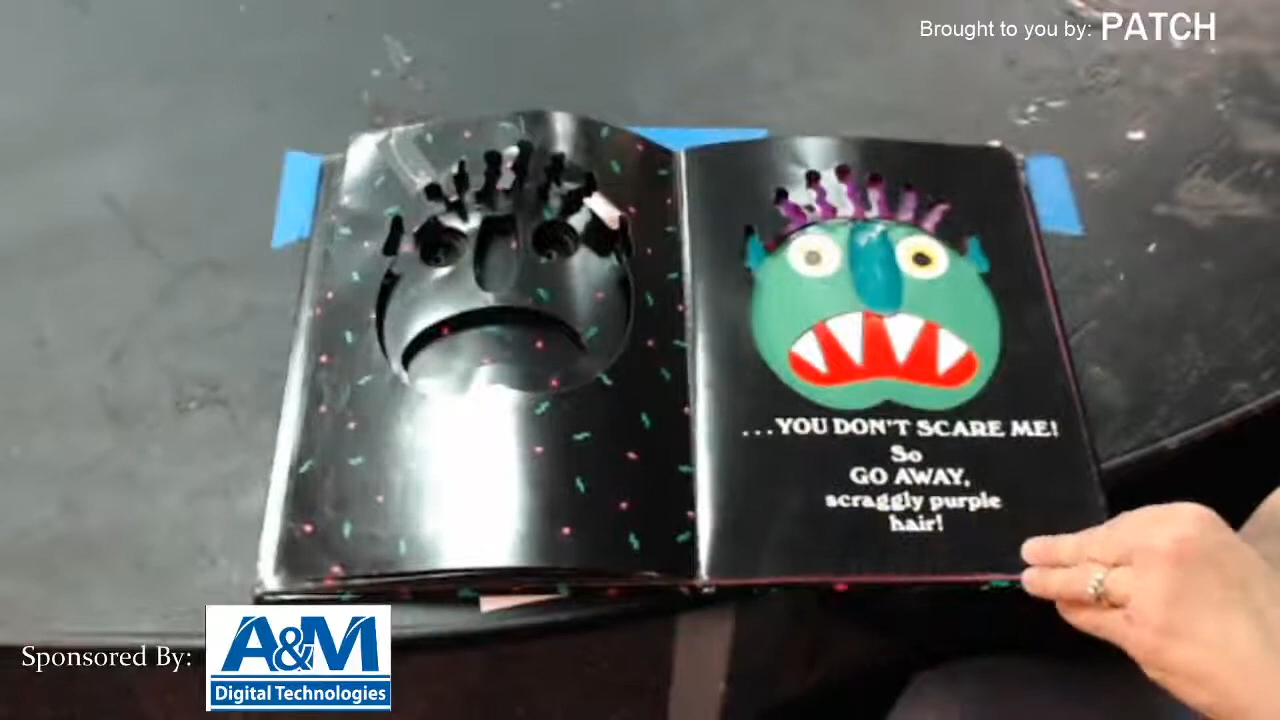 Brought to you by: PATCH
...YOU DON'T SCARE ME!
So
GO AWAY,
scraggly purple
hair!
Sponsored By:
A&M
Digital Technologies